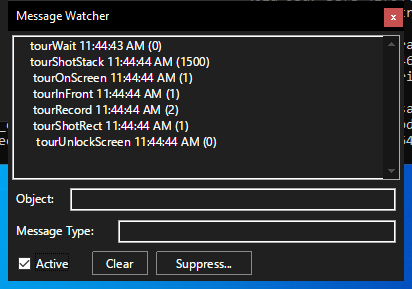 Message Watcher
x
tourWait 11:44:43 AM (0)
tourShotStack 11:44:44 AM (1500)
tourOnScreen 11:44:44 AM (1)
tourInFront 11:44:44 AM (1)
tourRecord 11:44:44 AM (2)
tourShotRect 11:44:44 AM (1)
tourUnlockScreen 11:44:44 AM (0)
Object:
Message Type:
Active
Clear
Suppress...